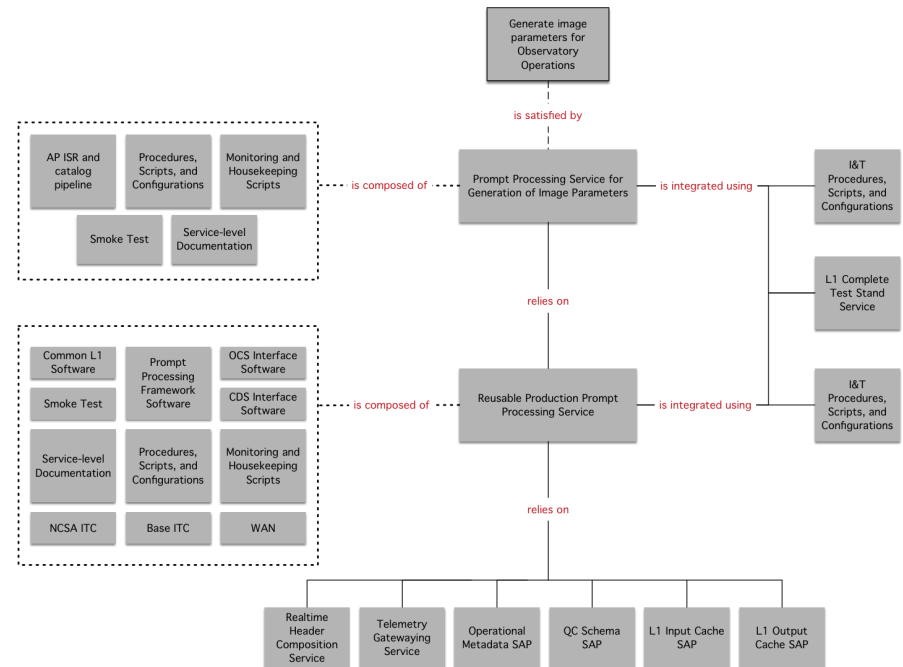 Generate image
parameters for
Observatory
Operations
is satisfied by
AP ISR and
catalog
pipeline
Procedures,
Scripts, and
Configurations
Monitoring and
Housekeeping
Scripts
Smoke Test
Service-level
Documentation
is composed of
Prompt Processing Service for
Generation of Image Parameters
is integrated using
I&T
Procedures,
Scripts, and
Configurations
L1 Complete
Test Stand
Service
relies on
Common L1
Software
Prompt
Processing
Framework
Software
OCS Interface
Software
Smoke Test
CDS Interface
Software
Service-level
Documentation
Procedures,
Scripts, and
Configurations
Monitoring and
Housekeeping
Scripts
NCSA ITC
Base ITC
WAN
is composed of
Reusable Production Prompt
Processing Service
is integrated using
I&T
Procedures,
Scripts, and
Configurations
relies on
Realtime
Header
Composition
Service
Telemetry
Gatewaying
Service
Operational
Metadata SAP
QC Schema
SAP
L1 Input Cache
SAP
L1 Output
Cache SAP